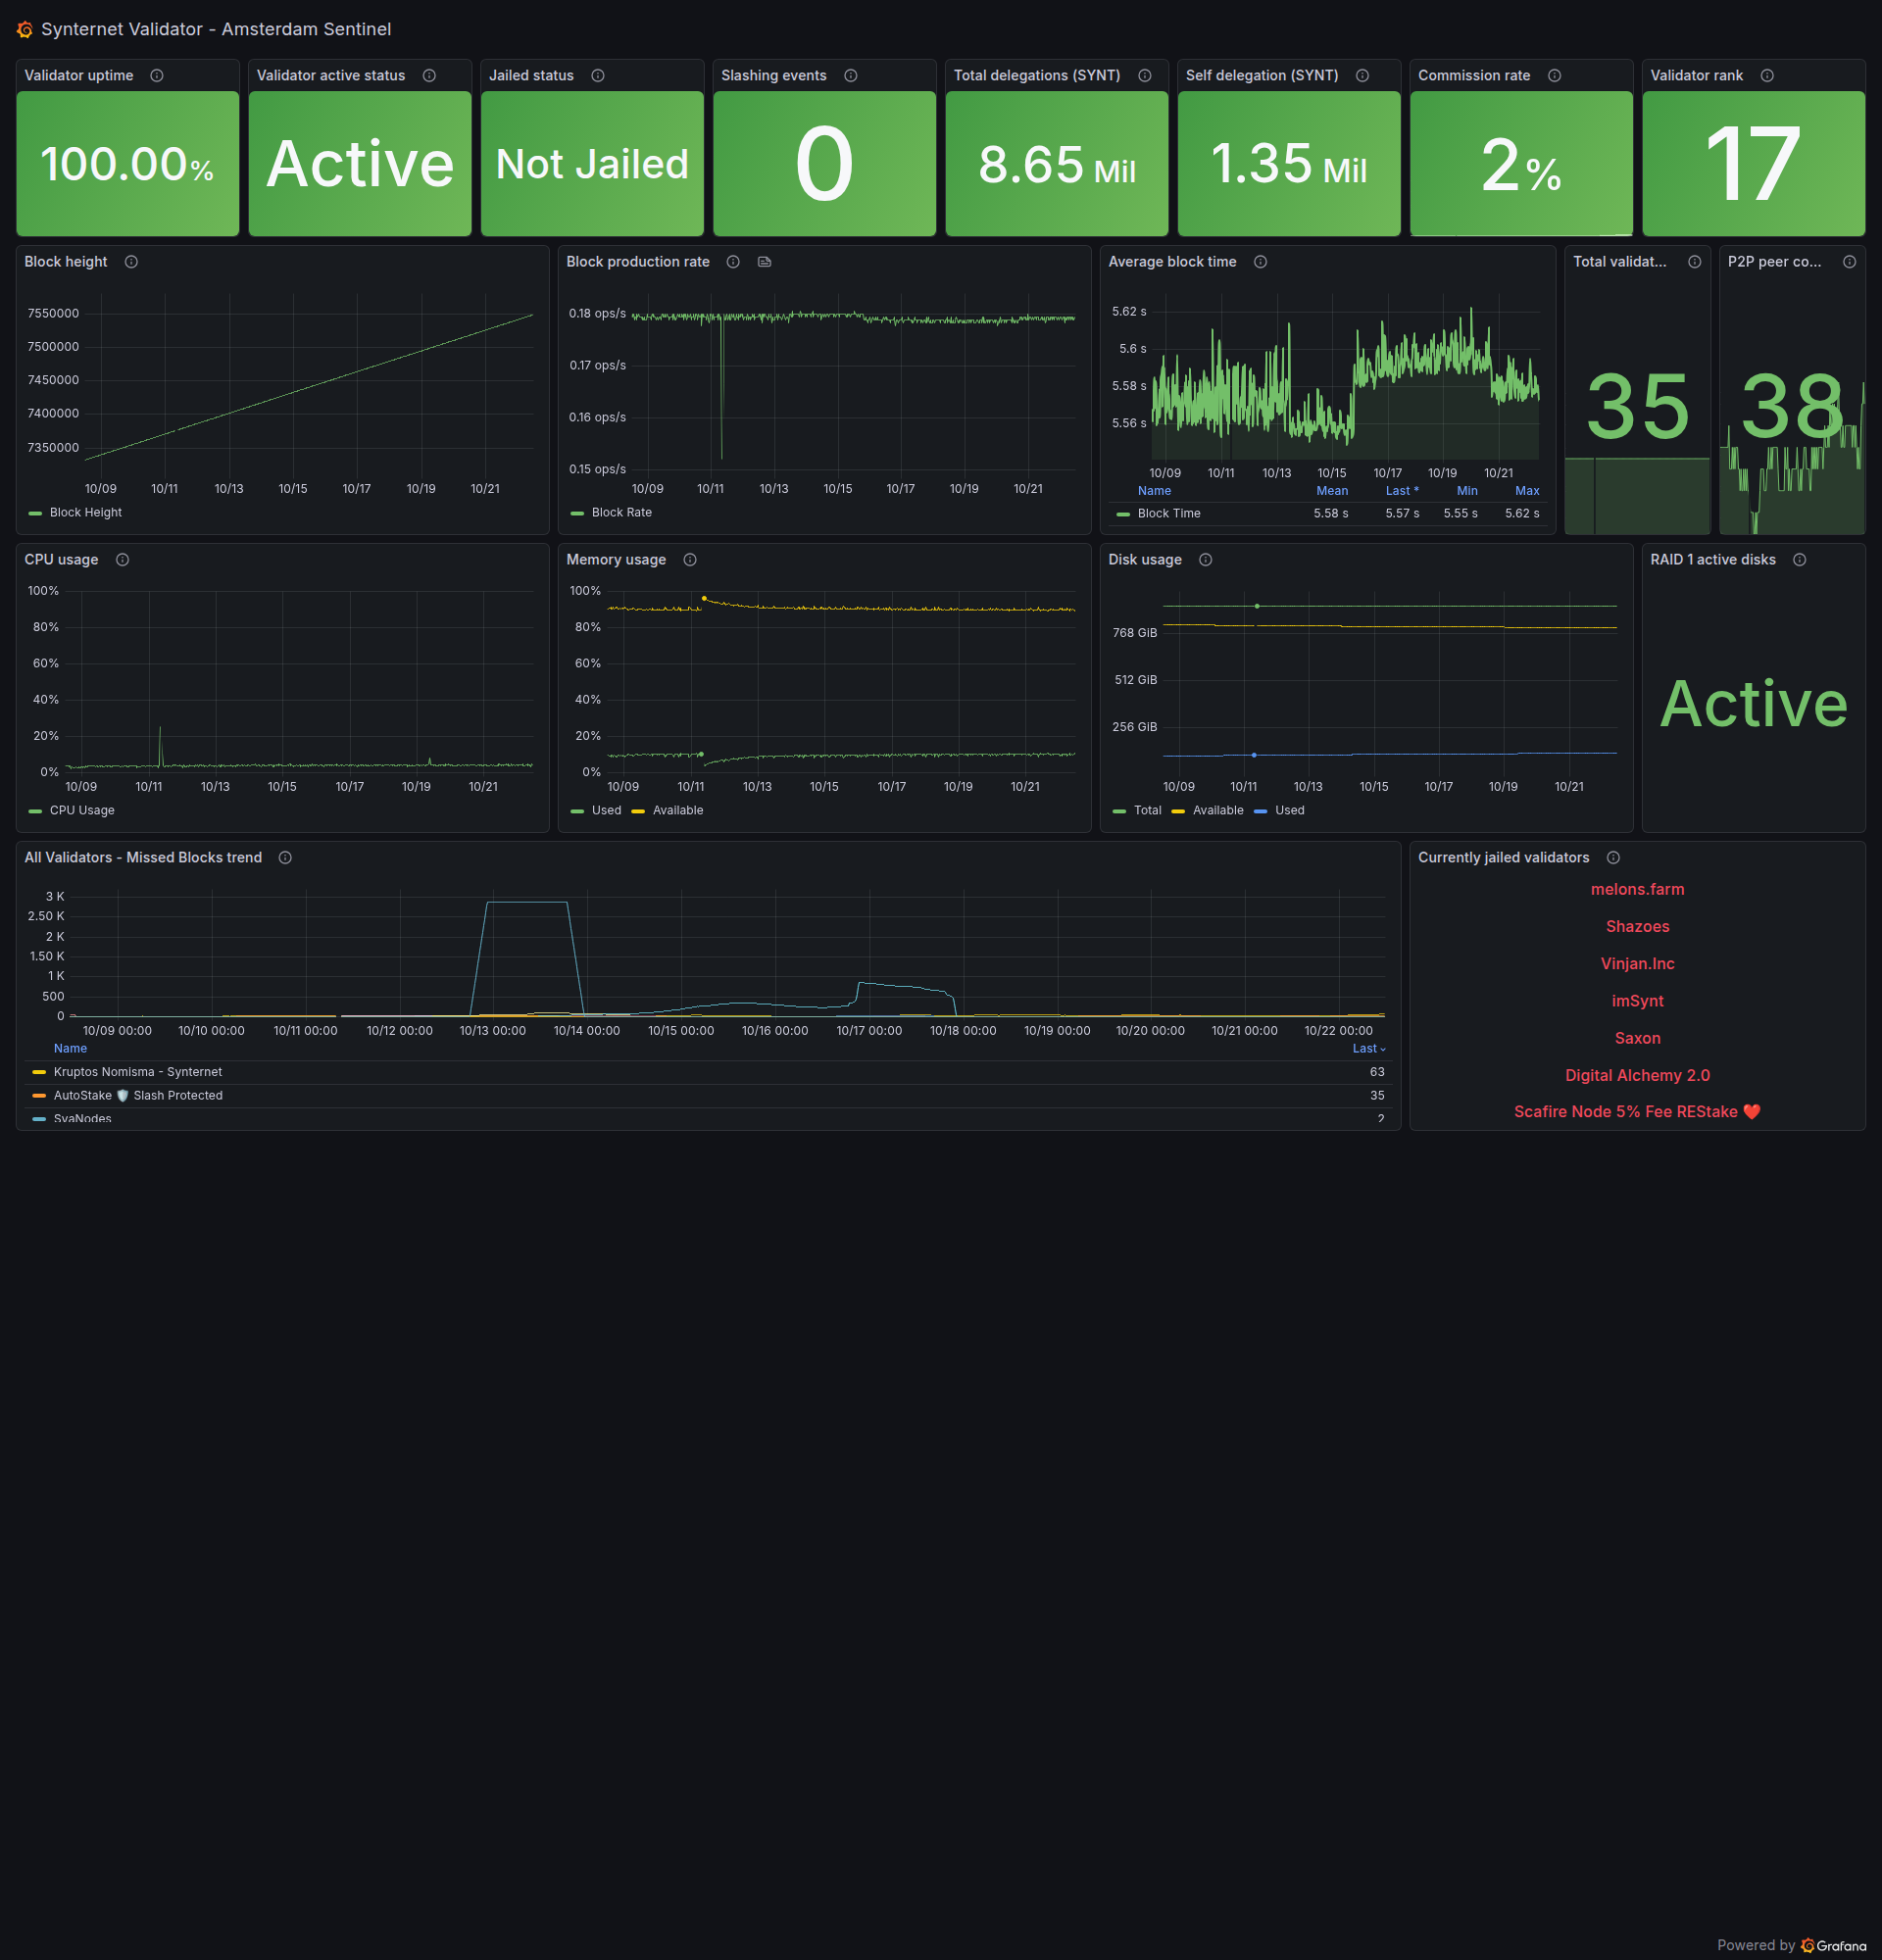 Synternet Validator - Amsterdam Sentinel
Validator uptime
100.00%
Validator active status
Active
Jailed status
Not Jailed
Slashing events
0
Total delegations (SYNT)
8.65 Mil
Self delegation (SYNT)
1.35 Mil
Commission rate
2%
Validator rank
17
Block height
7550000
7500000
7450000
7400000
7350000
10/09 10/11 10/13 10/15 10/17 10/19 10/21
Block Height
Block production rate
0.18 ops/s
0.17 ops/s
0.16 ops/s
0.15 ops/s
10/09 10/11 10/13 10/15 10/17 10/19 10/21
Block Rate
Average block time
5.62 s
5.6 s
5.58 s
5.56 s
10/09 10/11 10/13 10/15 10/17 10/19 10/21
Name Mean Last * Min Max
Block Time 5.58 s 5.57 s 5.55 s 5.62 s
Total validat...
35
P2P peer co...
38
CPU usage
100%
80%
60%
40%
20%
0%
10/09 10/11 10/13 10/15 10/17 10/19 10/21
CPU Usage
Memory usage
100%
80%
60%
40%
20%
0%
10/09 10/11 10/13 10/15 10/17 10/19 10/21
Used Available
Disk usage
768 GiB
512 GiB
256 GiB
10/09 10/11 10/13 10/15 10/17 10/19 10/21
Total Available Used
RAID 1 active disks
Active
All Validators - Missed Blocks trend
3 K
2.50 K
2 K
1.50 K
1 K
500
0
10/09 00:00 10/10 00:00 10/11 00:00 10/12 00:00 10/13 00:00 10/14 00:00 10/15 00:00 10/16 00:00 10/17 00:00 10/18 00:00 10/19 00:00 10/20 00:00 10/21 00:00 10/22 00:00
Name Last
Kruptos Nomisma - Synternet 63
AutoStake 🛡️ Slash Protected 35
SvaNodes 2
Currently jailed validators
melons.farm
Shazoes
Vinjan.Inc
imSynt
Saxon
Digital Alchemy 2.0
Scafire Node 5% Fee REStake ❤️
Powered by Grafana